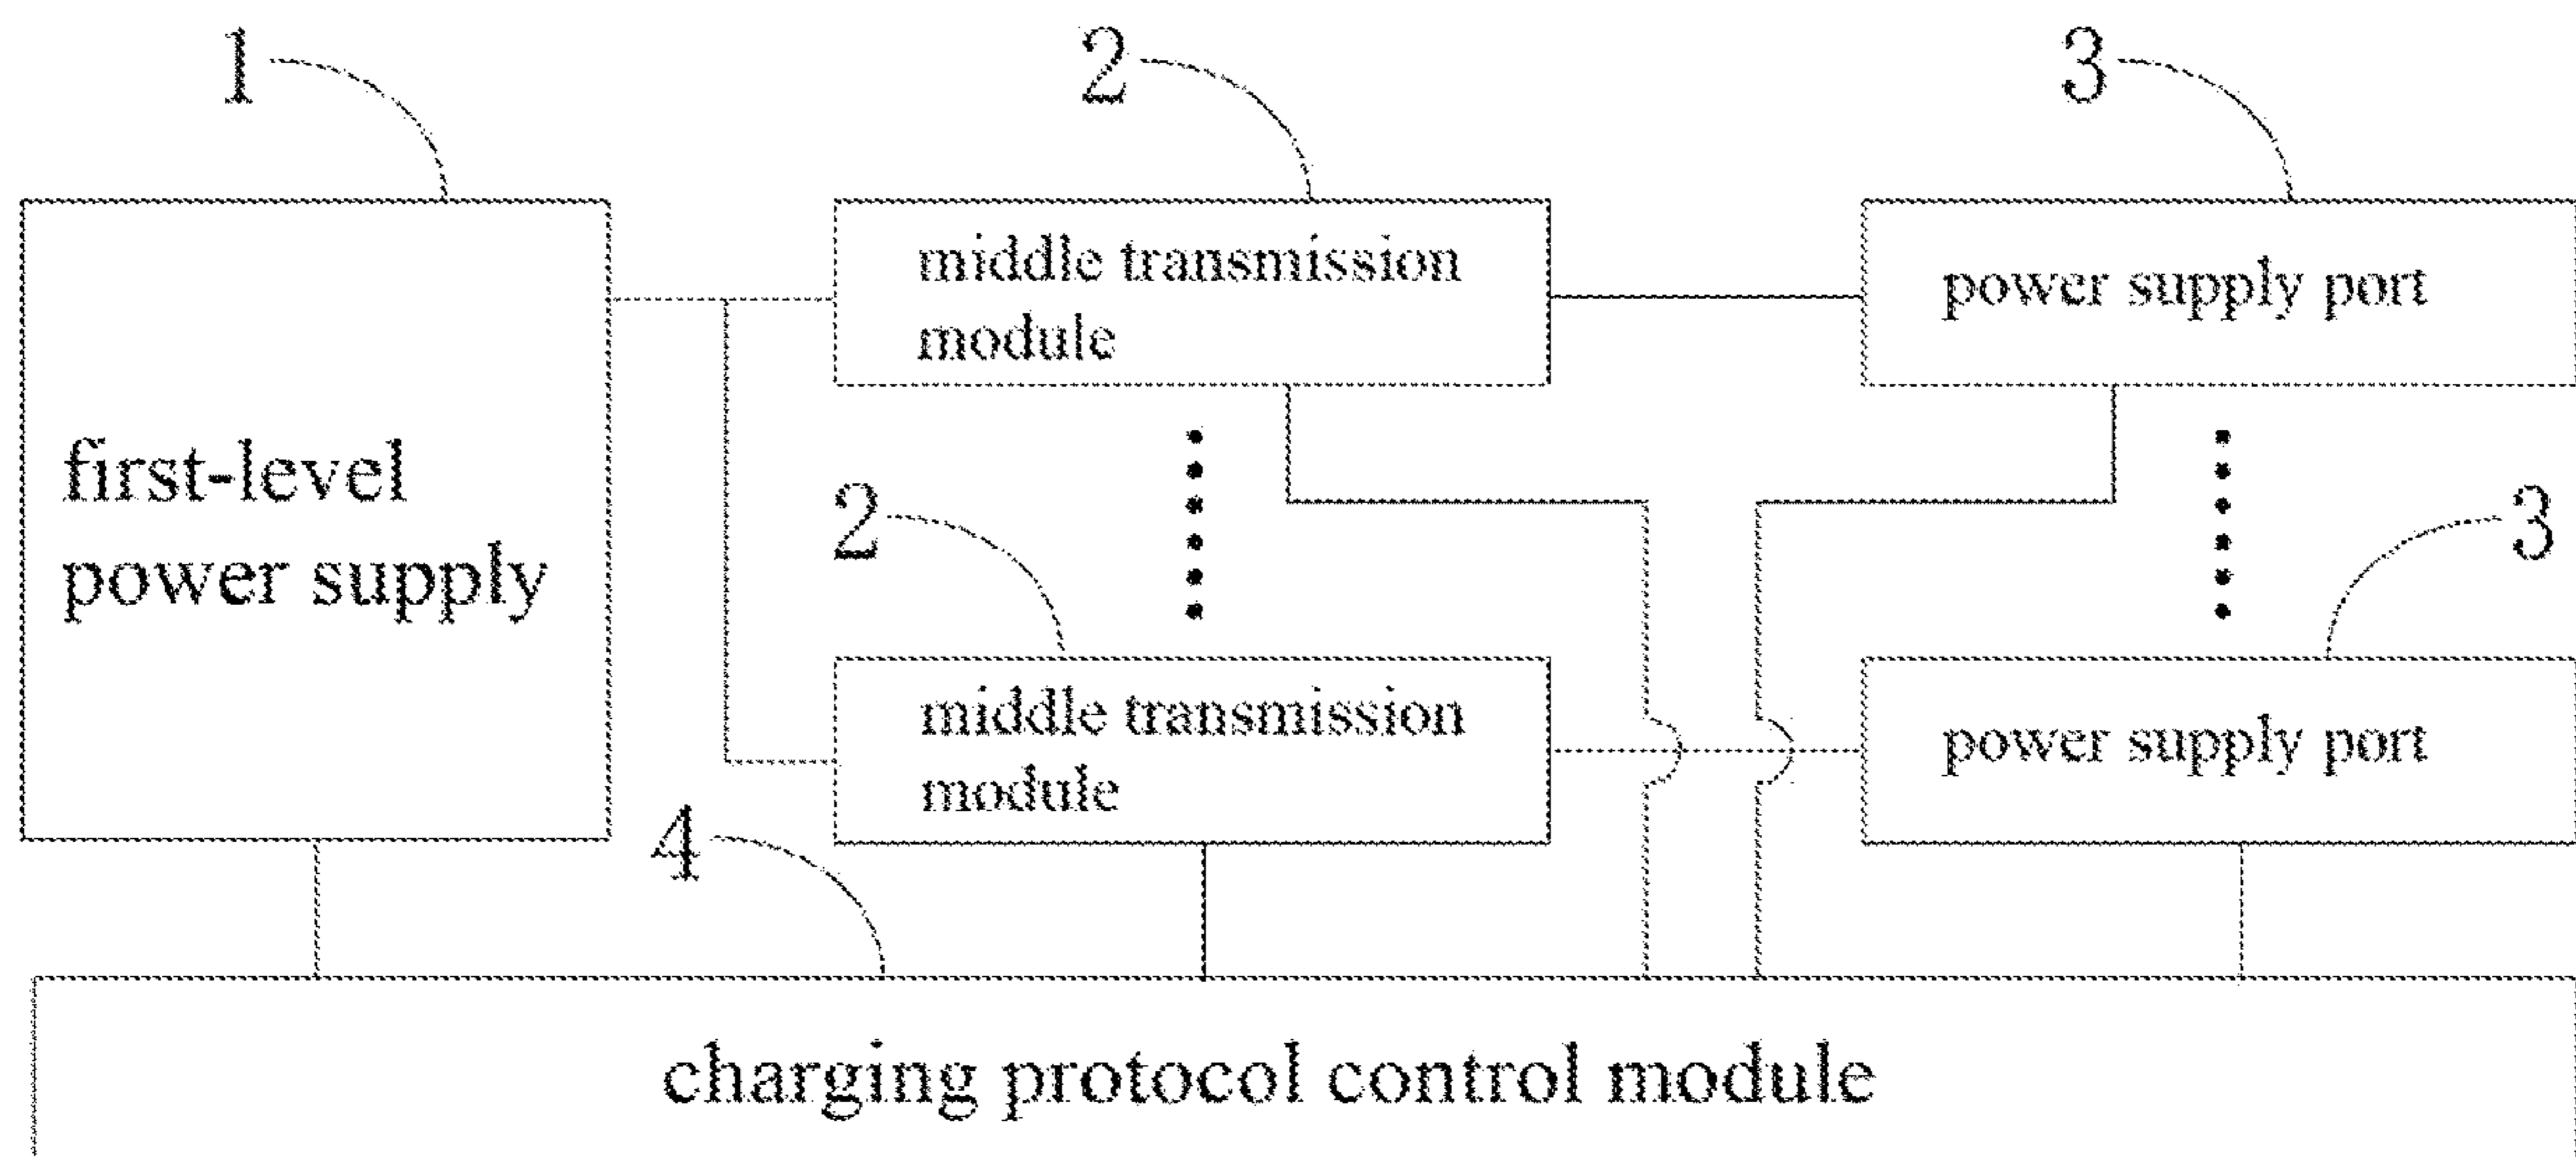 1
2
3
middle transmission
module
power supply port
first-level
power supply
2
3
middle transmission
module
power supply port
4
charging protocol control module